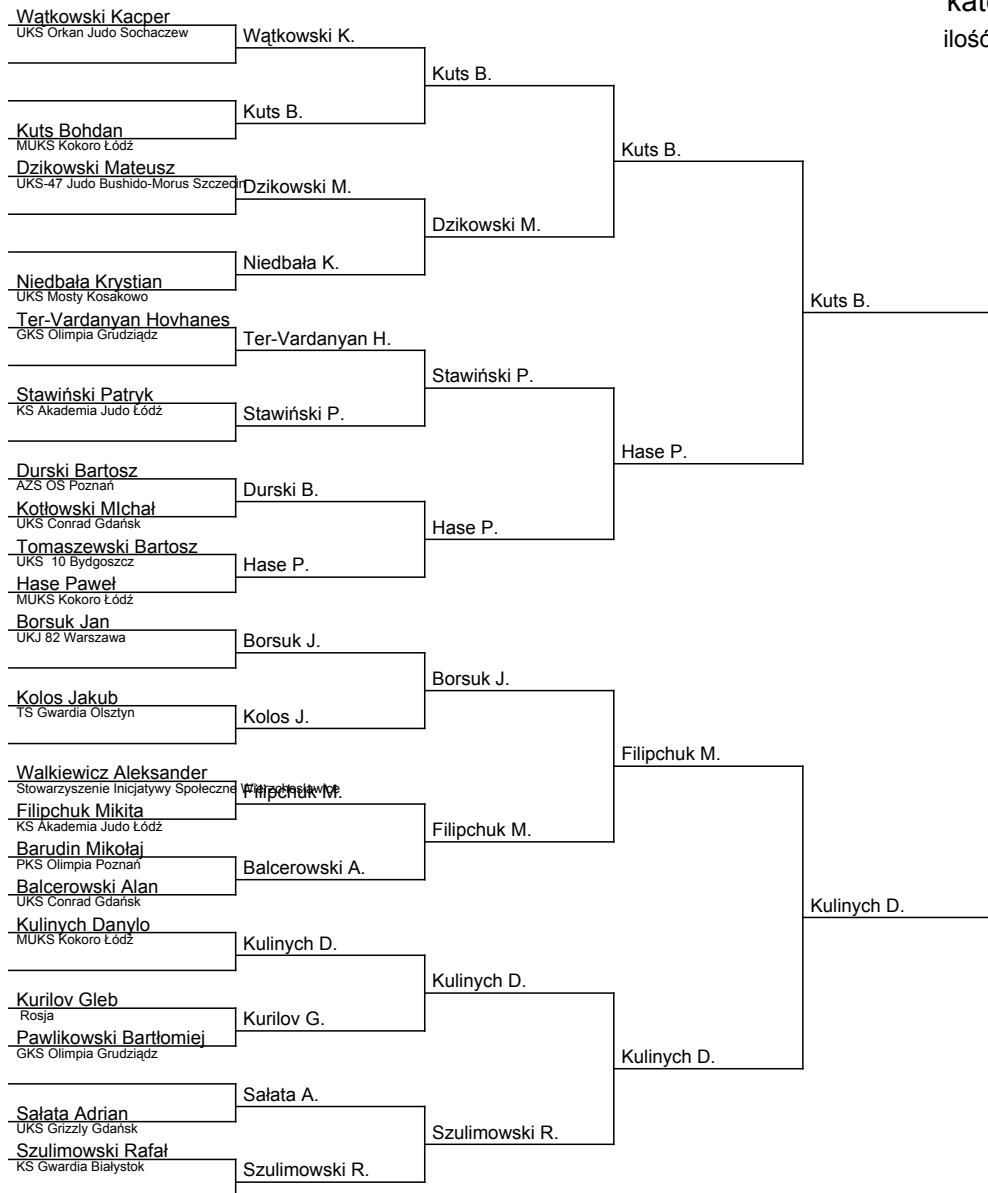 Wątkowski Kacper
UKS Orkan Judo Sochaczew
Kuts Bohdan
MUKS Kokoro Łódź
Dzikowski Mateusz
UKS-47 Judo Bushido-Morus Szczecin
Niedbała Krystian
UKS Mosty Kosakowo
Ter-Vardanyan Hovhanes
GKS Olimpia Grudziądz
Stawiński Patryk
KS Akademia Judo Łódź
Durski Bartosz
AZS OŚ Poznań
Kotłowski MIchał
UKS Conrad Gdańsk
Tomaszewski Bartosz
UKS 10 Bydgoszcz
Hase Paweł
MUKS Kokoro Łódź
Borsuk Jan
UKJ 82 Warszawa
Kolos Jakub
TS Gwardia Olsztyn
Walkiewicz Aleksander
Stowarzyszenie Inicjatywy Społeczne Wierzchosławice
Filipchuk Mikita
KS Akademia Judo Łódź
Barudin Mikołaj
PKS Olimpia Poznań
Balcerowski Alan
UKS Conrad Gdańsk
Kulinych Danylo
MUKS Kokoro Łódź
Kurilov Gleb
Rosja
Pawlikowski Bartłomiej
GKS Olimpia Grudziądz
Sałata Adrian
UKS Grizzly Gdańsk
Szulimowski Rafał
KS Gwardia Białystok
Wątkowski K.
Kuts B.
Dzikowski M.
Niedbała K.
Ter-Vardanyan H.
Stawiński P.
Durski B.
Hase P.
Borsuk J.
Kolos J.
Filipchuk M.
Balcerowski A.
Kulinych D.
Kurilov G.
Sałata A.
Szulimowski R.
Kuts B.
Dzikowski M.
Stawiński P.
Hase P.
Borsuk J.
Filipchuk M.
Kulinych D.
Szulimowski R.
Kuts B.
Hase P.
Filipchuk M.
Kulinych D.
Kuts B.
Kulinych D.
ilość